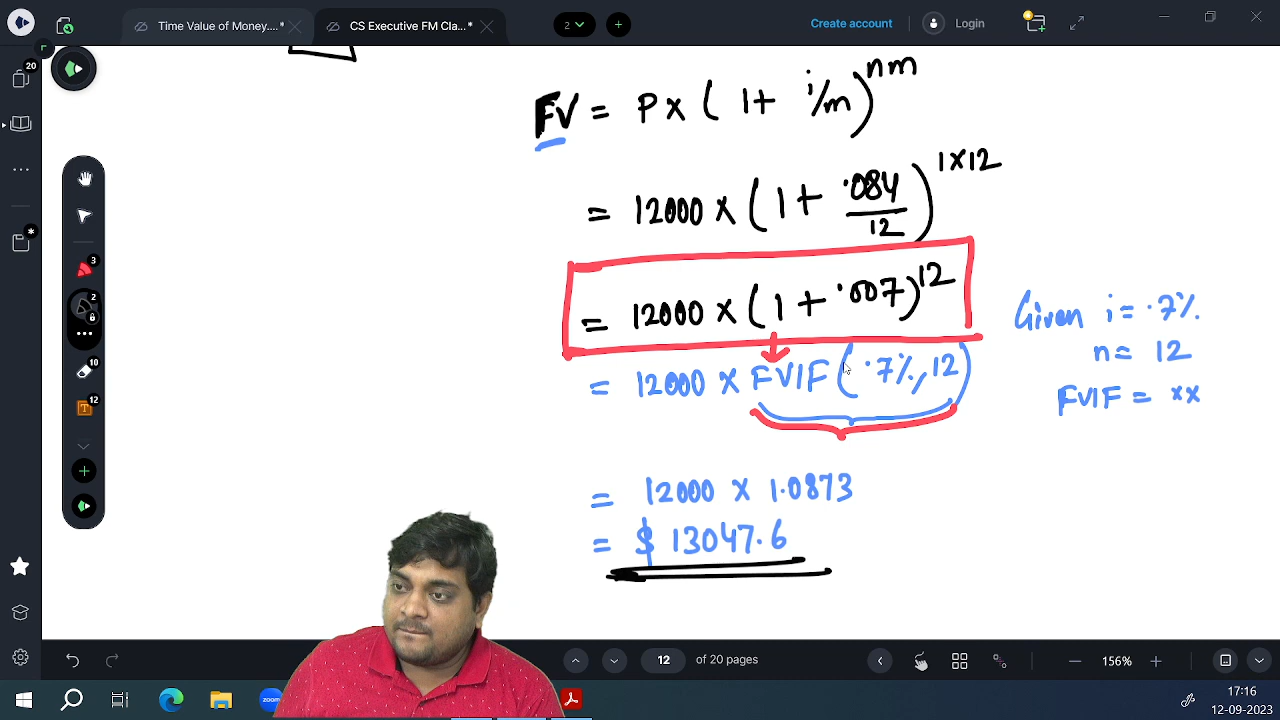 Time Value of Money....*
CS Executive FM Cla... *
2
Create account
Login
20
FV = P x ( 1 + i/m )^nm
= 12000 x ( 1 + .084/12 )^1x12
= 12000 x ( 1 + .007 )^12
= 12000 x FVIF ( .7%, 12 )
Given i = .7%
n = 12
FVIF = xx
= 12000 x 1.0873
= $ 13047.6
3
2
10
12
12 of 20 pages
156%
zoom
17:16
12-09-2023